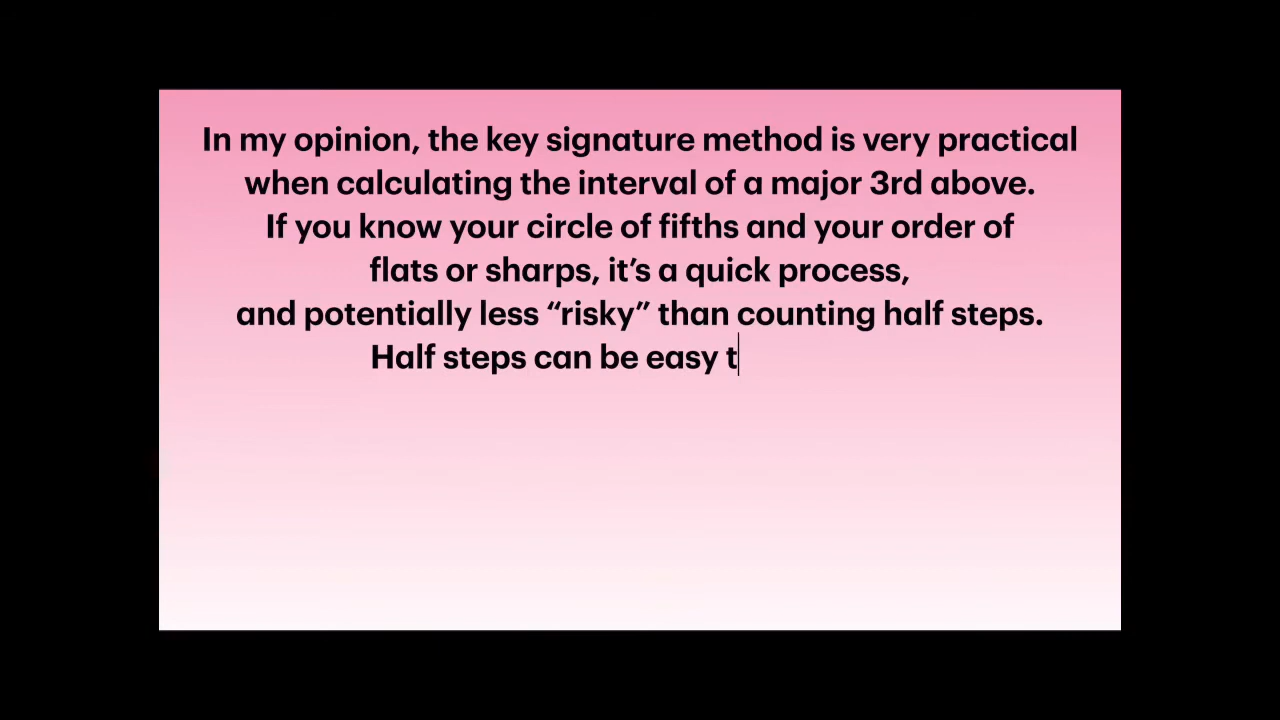 In my opinion, the key signature method is very practical
when calculating the interval of a major 3rd above.
If you know your circle of fifths and your order of
flats or sharps, it’s a quick process,
and potentially less “risky” than counting half steps.
Half steps can be easy t